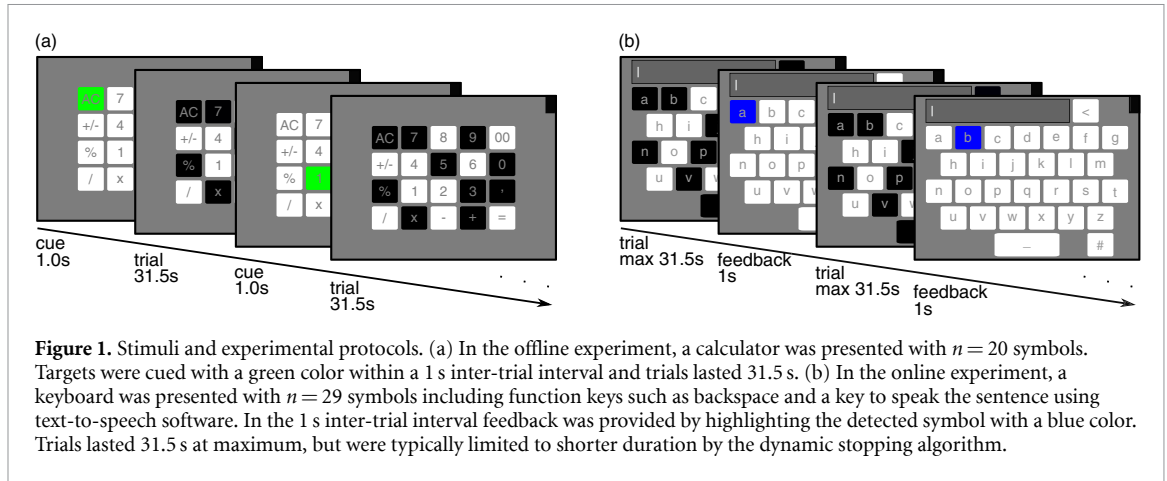 (a)
AC 7
+/- 4
% 1
/ x
AC 7
+/- 4
% 1
/ x
AC 7
+/- 4
% 1
/ x
AC 7 8 9 00
+/- 4 5 6 0
% 1 2 3 ,
/ x - + =
cue
1.0s
trial
31.5s
cue
1.0s
trial
31.5s
. . .
(b)
a b c
h i
n o p
u v
a b c
h i
n o p
u v
a b c
h i
n o p
u v
<
a b c d e f g
h i j k l m
n o p q r s t
u v w x y z
_ #
trial
max 31.5s
feedback
1s
trial
max 31.5s
feedback
1s
. . .
Figure 1. Stimuli and experimental protocols. (a) In the offline experiment, a calculator was presented with n = 20 symbols.
Targets were cued with a green color within a 1 s inter-trial interval and trials lasted 31.5 s. (b) In the online experiment, a
keyboard was presented with n = 29 symbols including function keys such as backspace and a key to speak the sentence using
text-to-speech software. In the 1 s inter-trial interval feedback was provided by highlighting the detected symbol with a blue color.
Trials lasted 31.5 s at maximum, but were typically limited to shorter duration by the dynamic stopping algorithm.